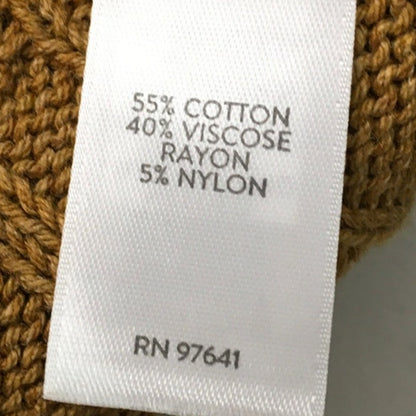 55% COTTON
40% VISCOSE
RAYON
5% NYLON
RN 97641